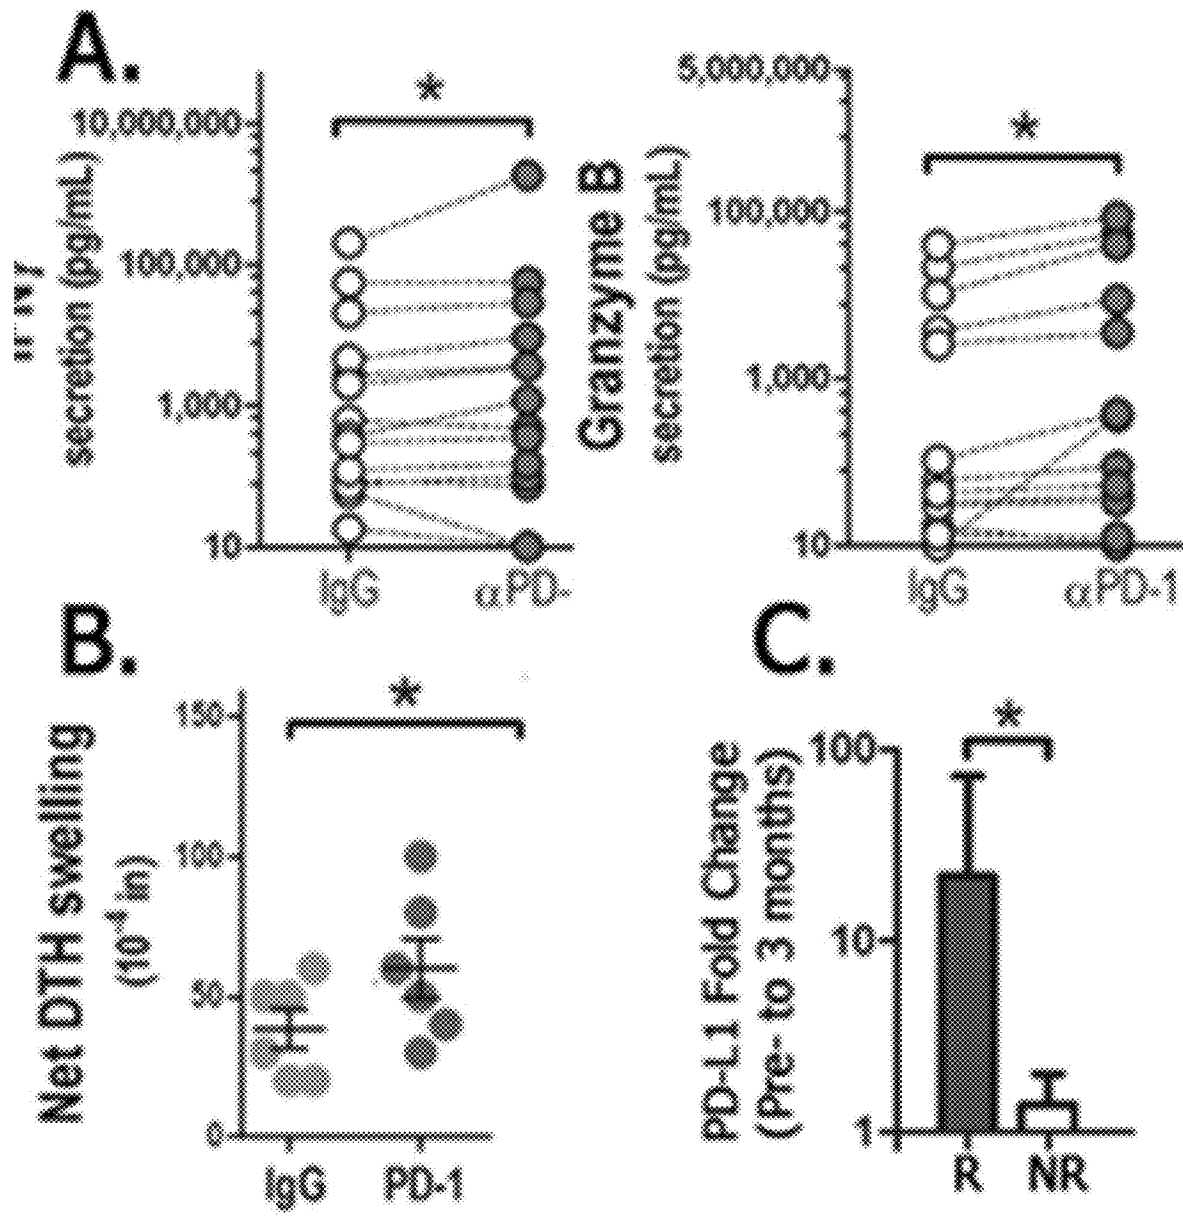 A.
*
10,000,000
100,000
1,000
10
secretion (pg/mL)
IgG
αPD-
5,000,000
100,000
1,000
10
Granzyme B
secretion (pg/mL)
*
IgG
αPD-1
B.
*
150
100
50
0
Net DTH swelling
(10⁻⁴ in)
IgG
PD-1
C.
*
100
10
1
PD-L1 Fold Change
(Pre- to 3 months)
R
NR